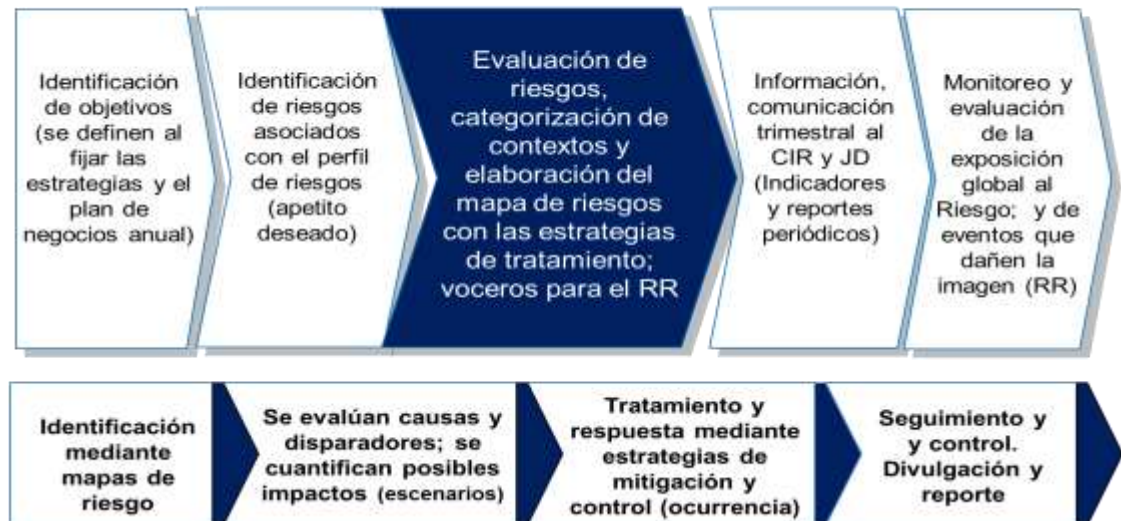 Identificación
de objetivos
(se definen al
fijar las
estrategias y el
plan de
negocios anual)
Identificación
de riesgos
asociados
con el perfil
de riesgos
(apetito
deseado)
Evaluación de
riesgos,
categorización de
contextos y
elaboración del
mapa de riesgos
con las estrategias
de tratamiento;
voceros para el RR
Información,
comunicación
trimestral al
CIR y JD
(Indicadores
y reportes
periódicos)
Monitoreo y
evaluación
de la
exposición
global al
Riesgo; y de
eventos que
dañen la
imagen (RR)
Identificación
mediante
mapas de
riesgo
Se evalúan causas y
disparadores; se
cuantifican posibles
impactos (escenarios)
Tratamiento y
respuesta mediante
estrategias de
mitigación y
control (ocurrencia)
Seguimiento y
y control.
Divulgación y
reporte